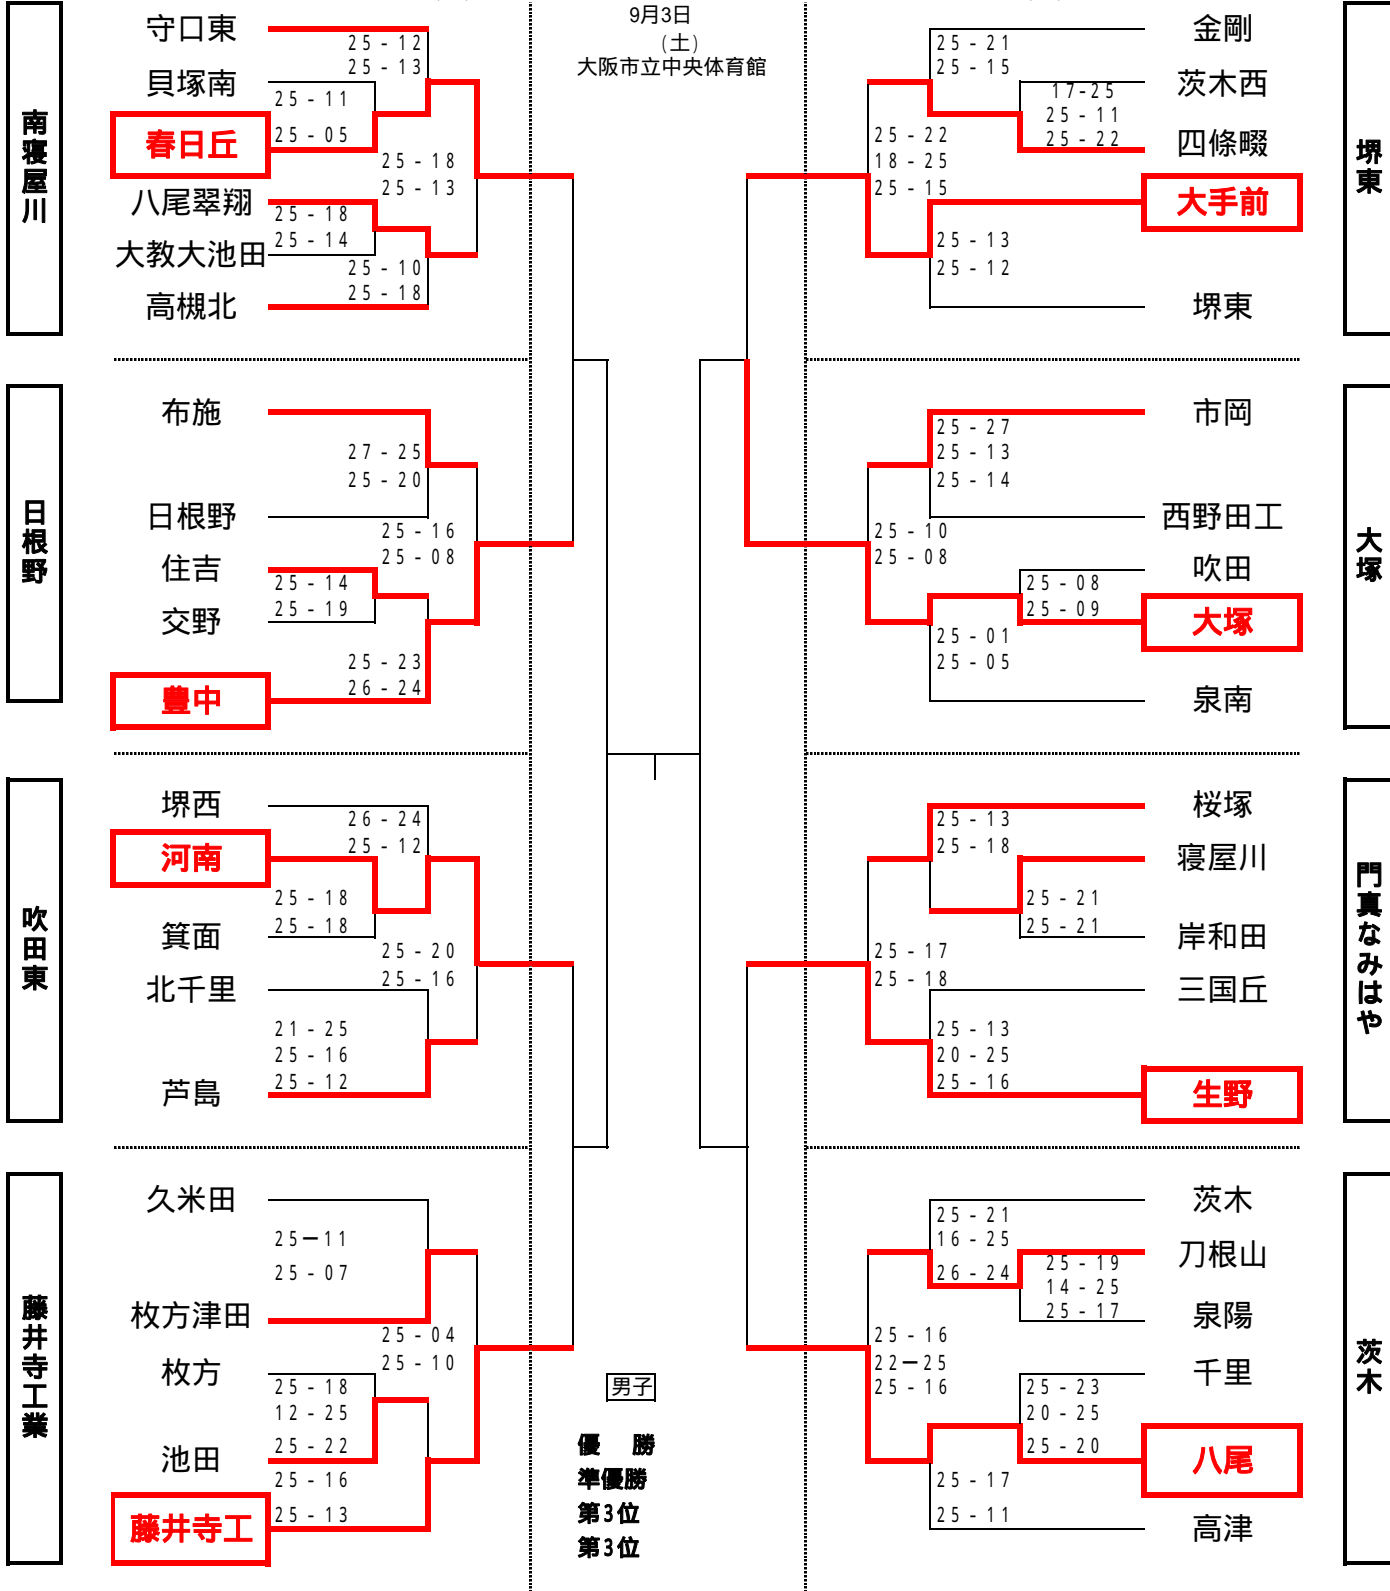 9月3日
(土)
大阪市立中央体育館
南寝屋川
守口東
25-12
25-13
貝塚南
25-11
25-05
春日丘
25-18
25-13
八尾翠翔
25-18
25-14
大教大池田
25-10
25-18
高槻北
日根野
布施
27-25
25-20
日根野
25-16
25-08
住吉
25-14
25-19
交野
25-23
26-24
豊中
吹田東
堺西
26-24
25-12
河南
25-18
25-18
箕面
25-20
25-16
北千里
21-25
25-16
25-12
芦島
藤井寺工業
久米田
25ー11
25-07
枚方津田
25-04
25-10
枚方
25-18
12-25
25-22
池田
25-16
25-13
藤井寺工
堺東
金剛
25-21
25-15
茨木西
17-25
25-11
25-22
四條畷
25-22
18-25
25-15
大手前
25-13
25-12
堺東
大塚
市岡
25-27
25-13
25-14
西野田工
25-10
25-08
吹田
25-08
25-09
大塚
25-01
25-05
泉南
門真なみはや
桜塚
25-13
25-18
寝屋川
25-21
25-21
岸和田
25-17
25-18
三国丘
25-13
20-25
25-16
生野
茨木
茨木
25-21
16-25
26-24
刀根山
25-19
14-25
25-17
泉陽
25-16
22ー25
25-16
千里
25-23
20-25
25-20
八尾
25-17
25-11
高津
男子
優　勝
準優勝
第3位
第3位